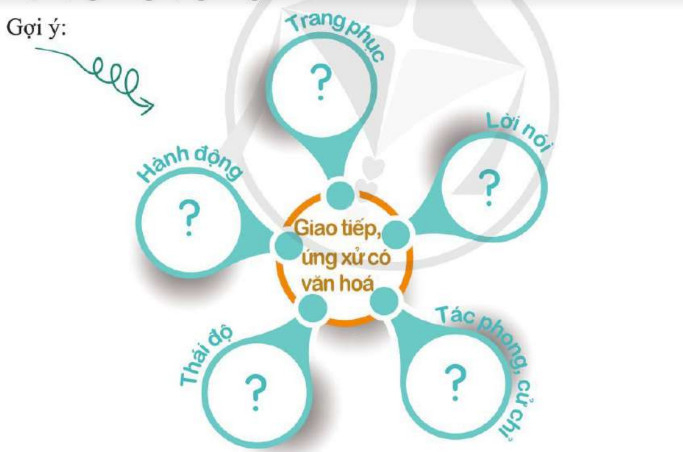 Gợi ý:
Trang phục
?
Lời nói
?
Hành động
?
Giao tiếp,
ứng xử có
văn hoá
Thái độ
?
Tác phong, cử chỉ
?